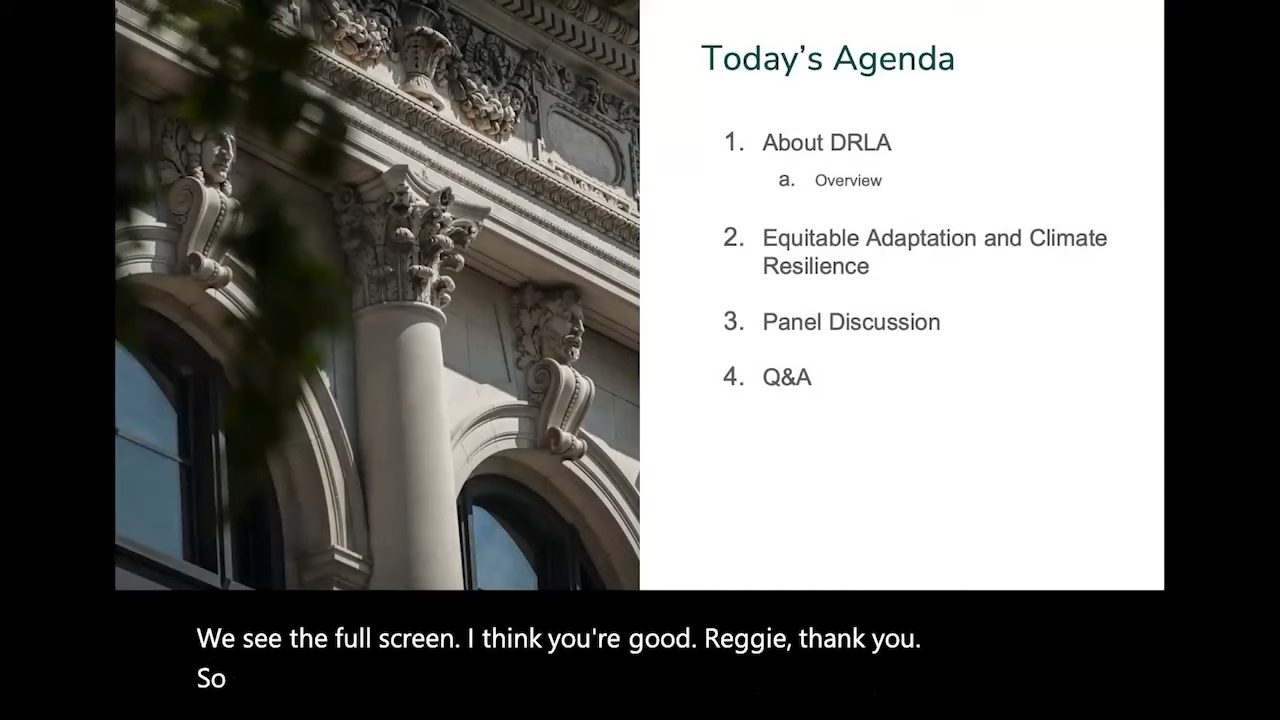 Today’s Agenda
1. About DRLA
a. Overview
2. Equitable Adaptation and Climate
Resilience
3. Panel Discussion
4. Q&A
We see the full screen. I think you're good. Reggie, thank you.
So